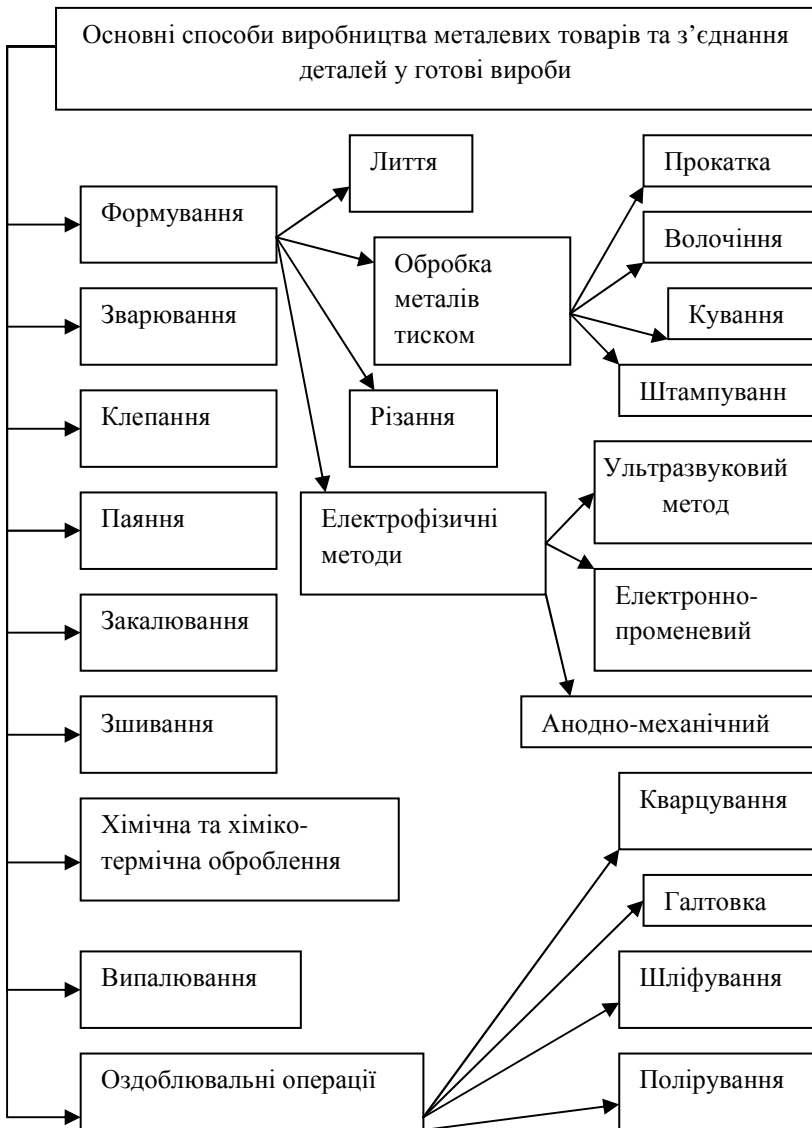 Основні способи виробництва металевих товарів та з’єднання
деталей у готові вироби
Лиття
Прокатка
Формування
Волочіння
Обробка
металів
тиском
Зварювання
Кування
Штампуванн
Клепання
Різання
Ультразвуковий
метод
Паяння
Електрофізичні
методи
Електронно-
променевий
Закалювання
Зшивання
Анодно-механічний
Кварцування
Хімічна та хіміко-
термічна оброблення
Галтовка
Випалювання
Шліфування
Оздоблювальні операції
Полірування